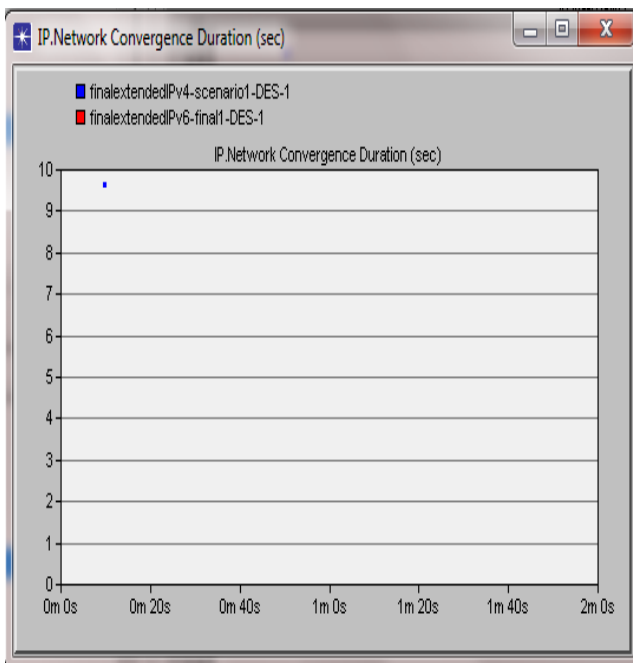 IP.Network Convergence Duration (sec)
finalextendedIPv4-scenario1-DES-1
finalextendedIPv6-final1-DES-1
IP.Network Convergence Duration (sec)
10
9
8
7
6
5
4
3
2
1
0
0m 0s 0m 20s 0m 40s 1m 0s 1m 20s 1m 40s 2m 0s